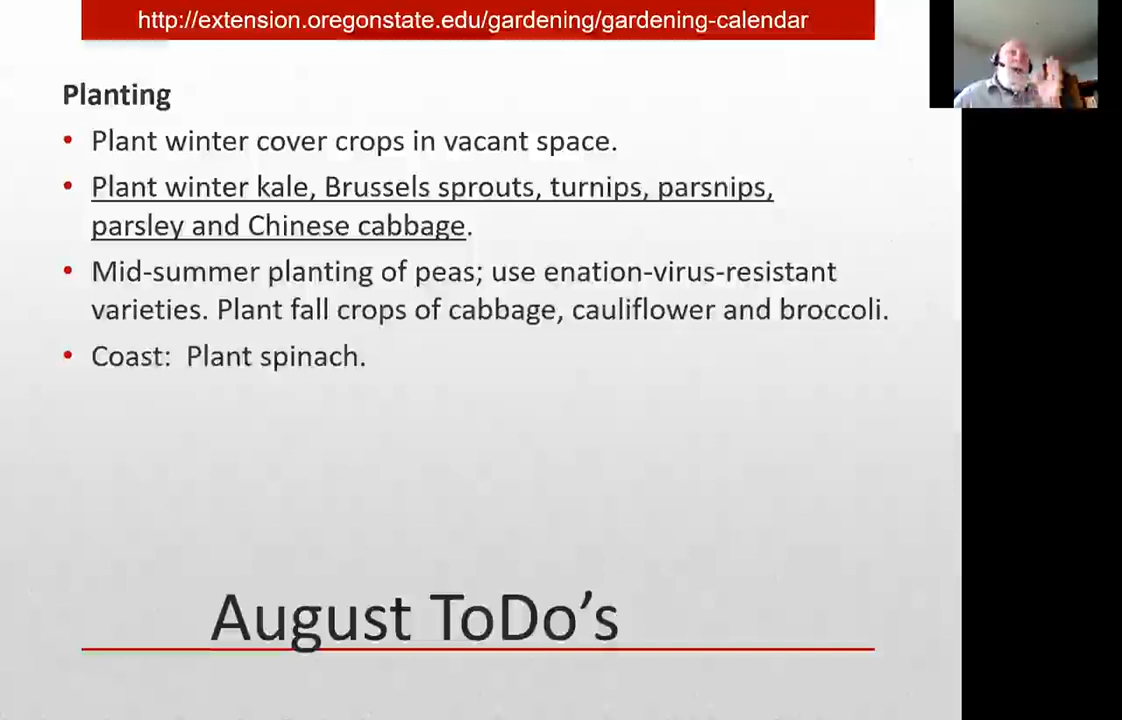 http://extension.oregonstate.edu/gardening/gardening-calendar
Planting
• Plant winter cover crops in vacant space.
• Plant winter kale, Brussels sprouts, turnips, parsnips,
parsley and Chinese cabbage.
• Mid-summer planting of peas; use enation-virus-resistant
varieties. Plant fall crops of cabbage, cauliflower and broccoli.
• Coast: Plant spinach.
August ToDo’s